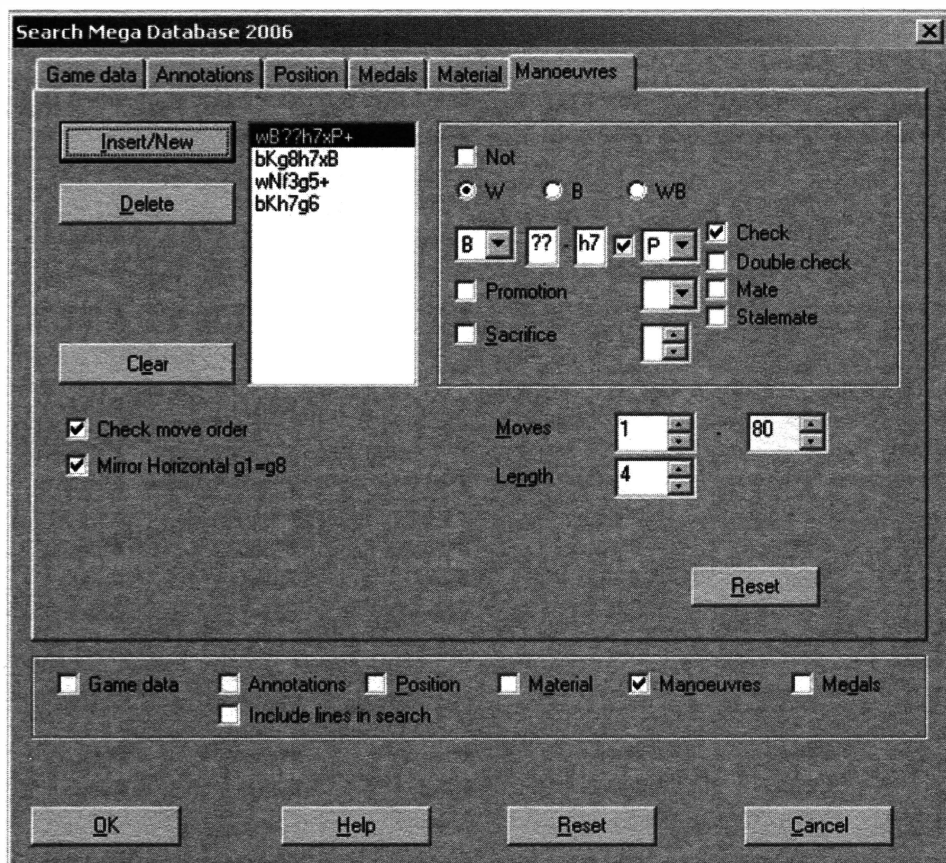 Search Mega Database 2006
Game data Annotations Position Medals Material Manoeuvres
Insert/New
Delete
Clear
wB??h7xP+
bKg8h7xB
wNf3g5+
bKh7g6
Not
W B WB
B ?? - h7 P Check
Double check
Promotion Mate
Stalemate
Sacrifice
Check move order
Mirror Horizontal g1=g8
Moves 1 - 80
Length 4
Reset
Game data Annotations Position Material Manoeuvres Medals
Include lines in search
OK Help Reset Cancel